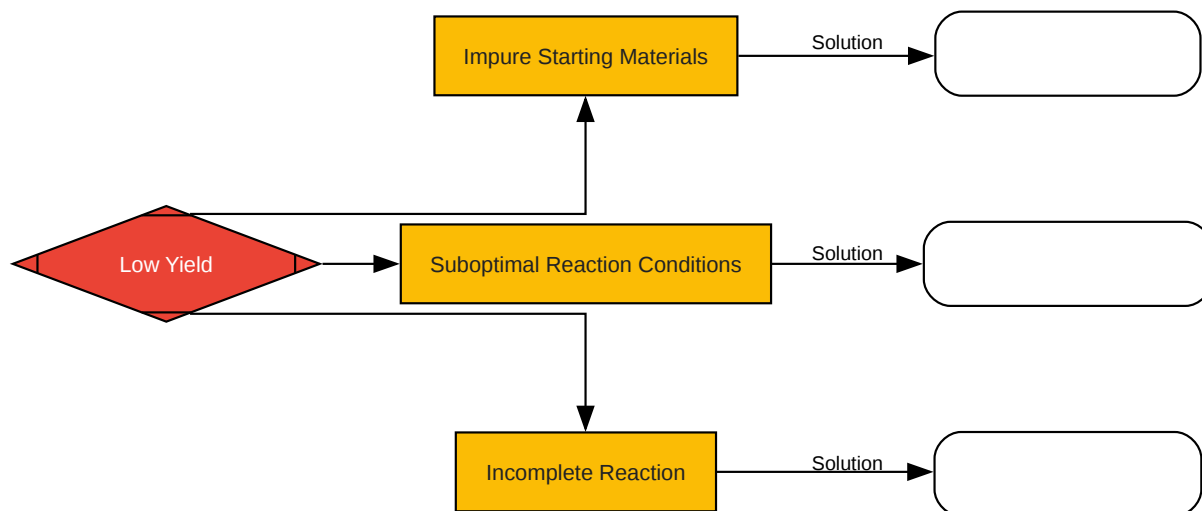 Impure Starting Materials
Solution
Low Yield
Suboptimal Reaction Conditions
Solution
Incomplete Reaction
Solution